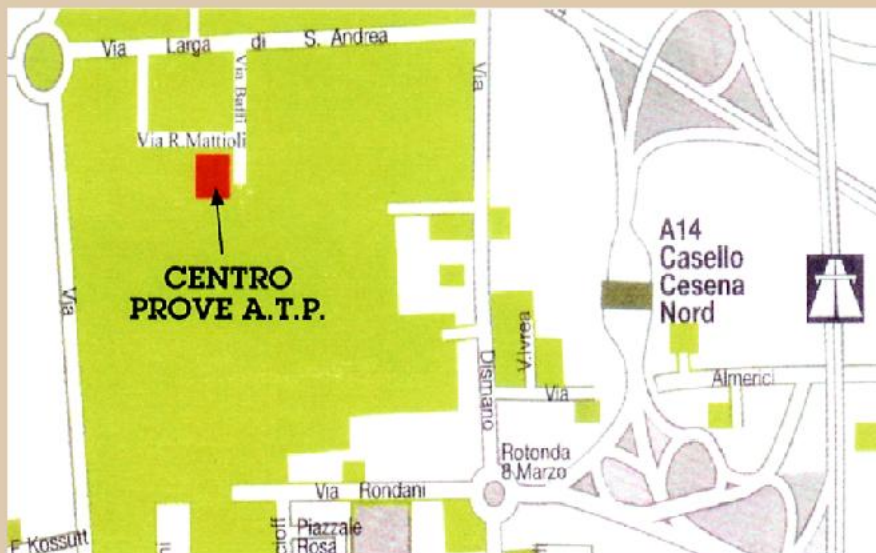 Via Larga di S. Andrea
Via Balli
Via R. Mattioli
Via
CENTRO
PROVE A.T.P.
Via
Dismano
V.Ivrea
A14
Casello
Cesena
Nord
Via
Almerici
Rotonda
8 Marzo
Via Rondani
Piazzale
Rosa
F Kossutt